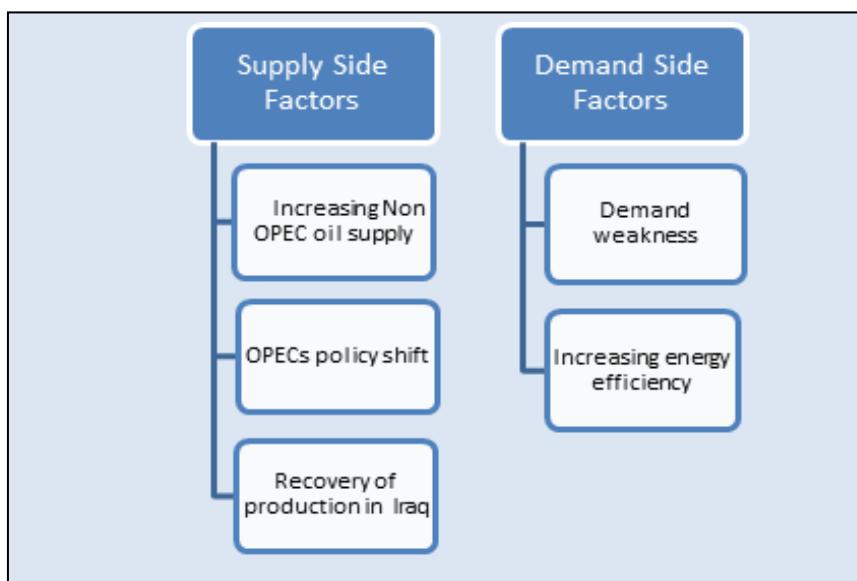 Supply Side
Factors
Increasing Non
OPEC oil supply
OPECs policy shift
Recovery of
production in Iraq
Demand Side
Factors
Demand
weakness
Increasing energy
efficiency